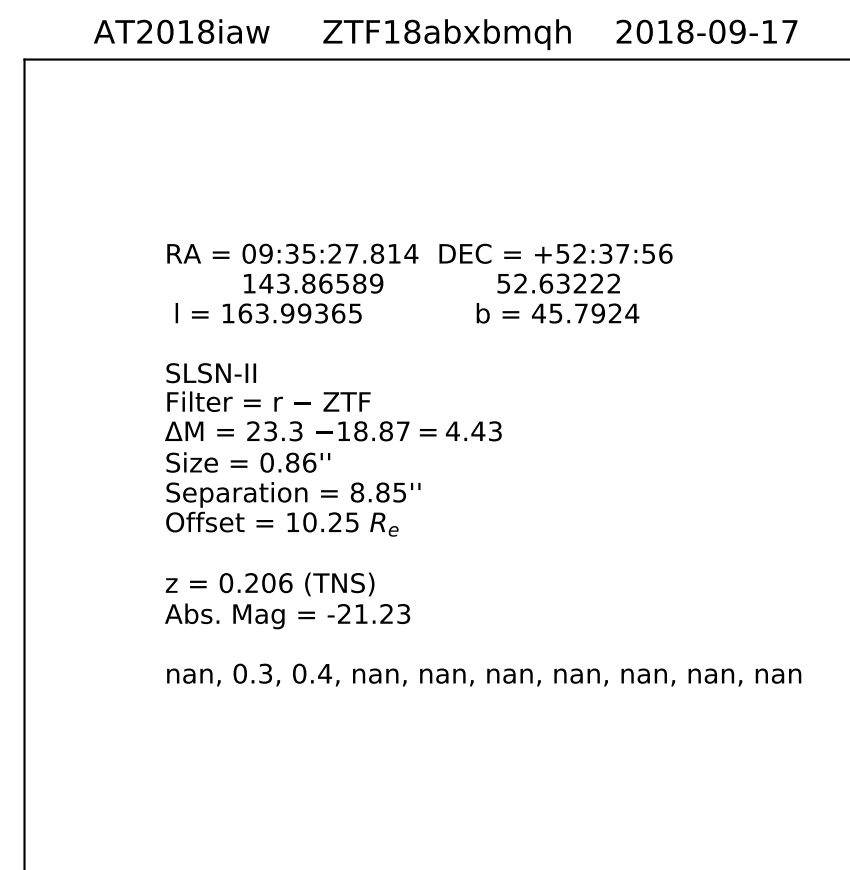 AT2018iaw ZTF18abxbmqh 2018-09-17
RA = 09:35:27.814 DEC = +52:37:56
143.86589 52.63222
l = 163.99365 b = 45.7924
SLSN-II
Filter = r − ZTF
ΔM = 23.3 −18.87 = 4.43
Size = 0.86''
Separation = 8.85''
Offset = 10.25 Rₑ
z = 0.206 (TNS)
Abs. Mag = -21.23
nan, 0.3, 0.4, nan, nan, nan, nan, nan, nan, nan